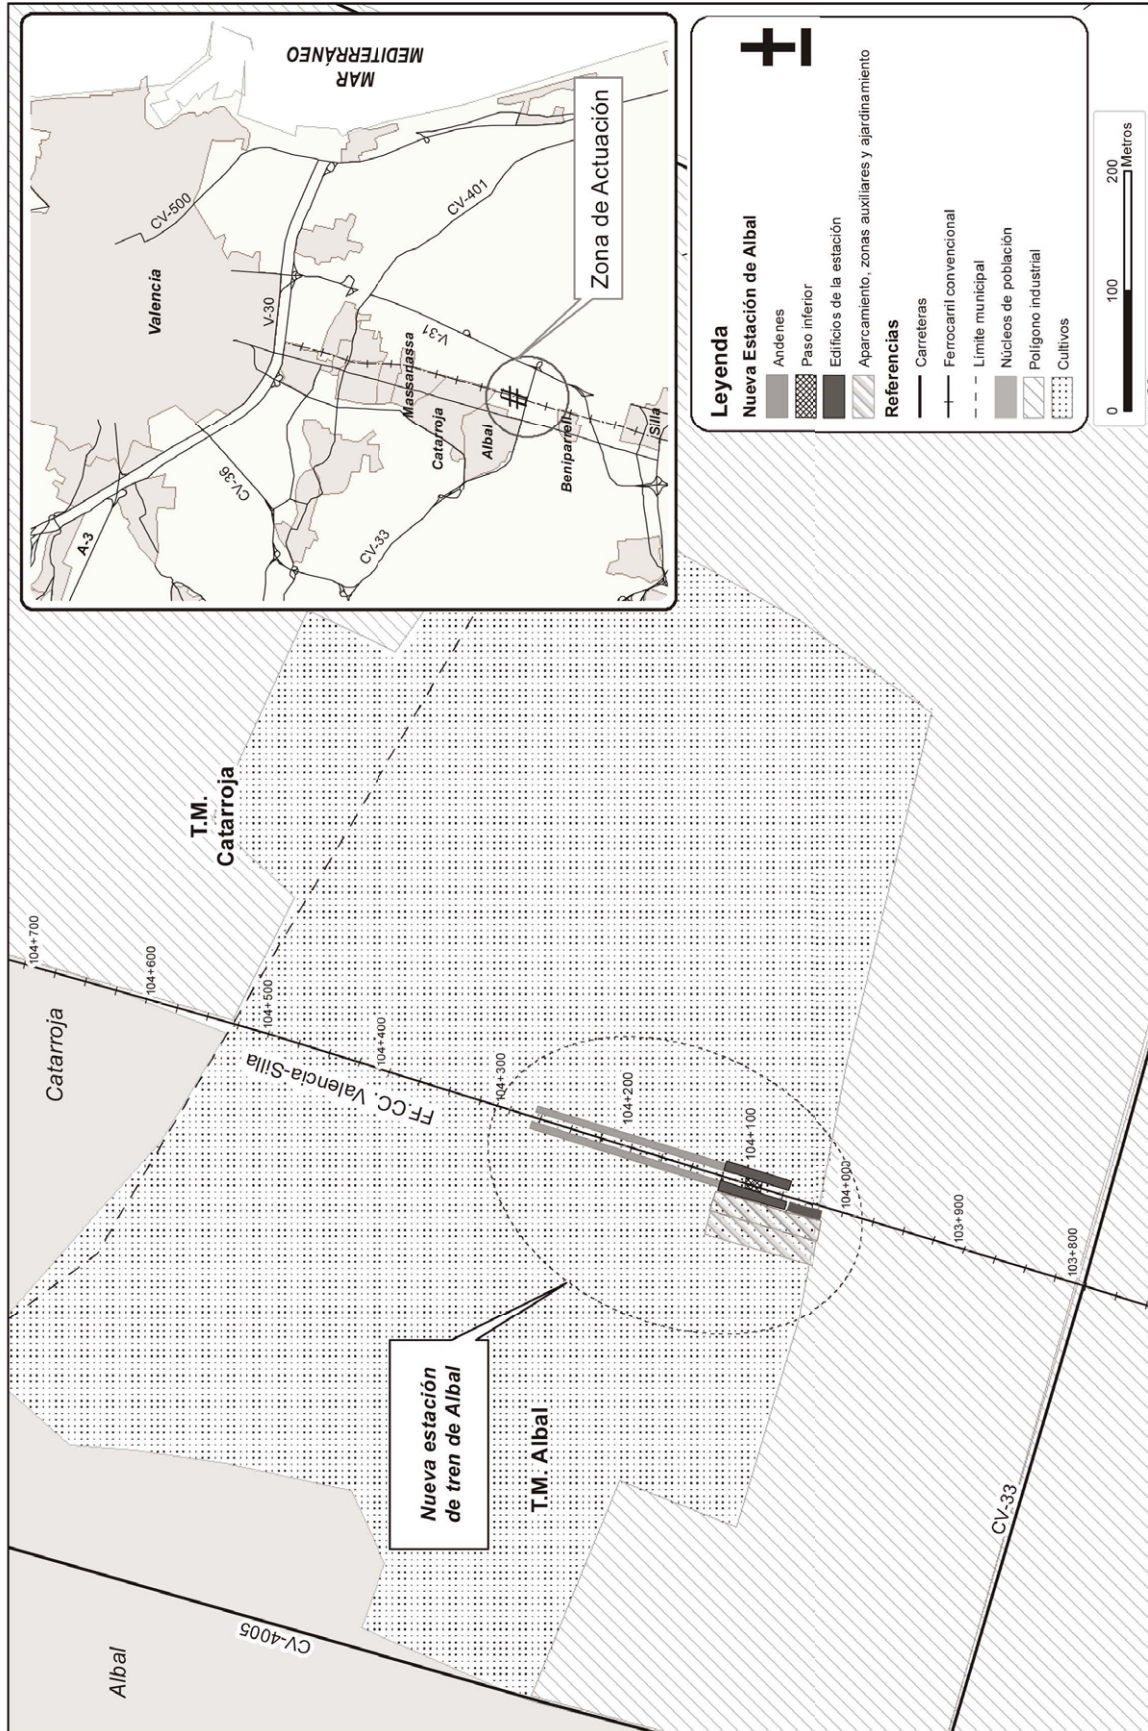 MAR
MEDITERRÁNEO
Valencia
CV-500
V-30
CV-401
A-3
CV-36
V-31
Massanassa
Catarroja
Albal
CV-33
Beniparrell
Silla
Zona de Actuación
Leyenda
Nueva Estación de Albal
Andenes
Paso inferior
Edificios de la estación
Aparcamiento, zonas auxiliares y ajardinamiento
Referencias
Carreteras
Ferrocarril convencional
Límite municipal
Núcleos de población
Polígono industrial
Cultivos
0 100 200
Metros
T.M.
Catarroja
Catarroja
104+700
104+600
104+500
104+400
104+300
104+200
104+100
104+000
103+900
103+800
FF.CC. Valencia-Silla
Nueva estación
de tren de Albal
T.M. Albal
Albal
CV-4005
CV-33